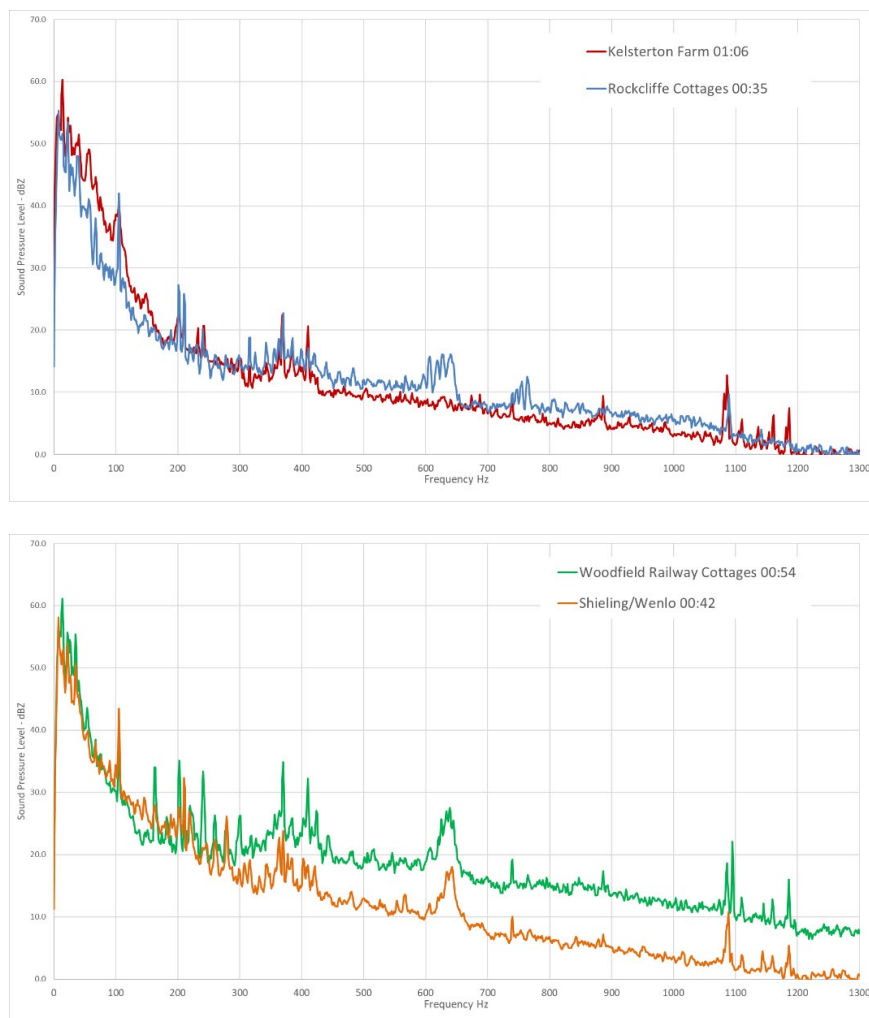 70.0
Kelsterton Farm 01:06
60.0
Rockcliffe Cottages 00:35
50.0
40.0
Sound Pressure Level - dBZ
30.0
20.0
10.0
0.0
0 100 200 300 400 500 600 700 800 900 1000 1100 1200 1300
Frequency Hz
70.0
Woodfield Railway Cottages 00:54
60.0
Shieling/Wenlo 00:42
50.0
40.0
Sound Pressure Level - dBZ
30.0
20.0
10.0
0.0
0 100 200 300 400 500 600 700 800 900 1000 1100 1200 1300
Frequency Hz